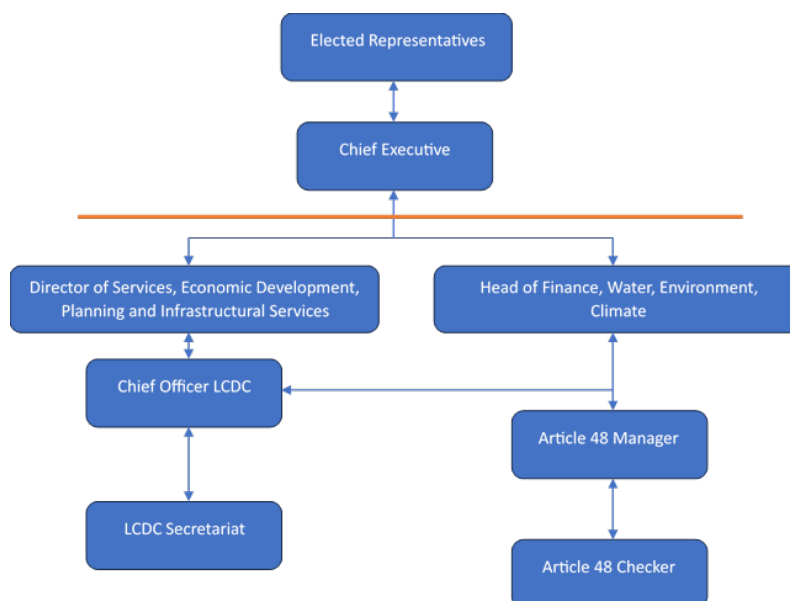 Elected Representatives
Chief Executive
Director of Services, Economic Development,
Planning and Infrastructural Services
Head of Finance, Water, Environment,
Climate
Chief Officer LCDC
Article 48 Manager
LCDC Secretariat
Article 48 Checker